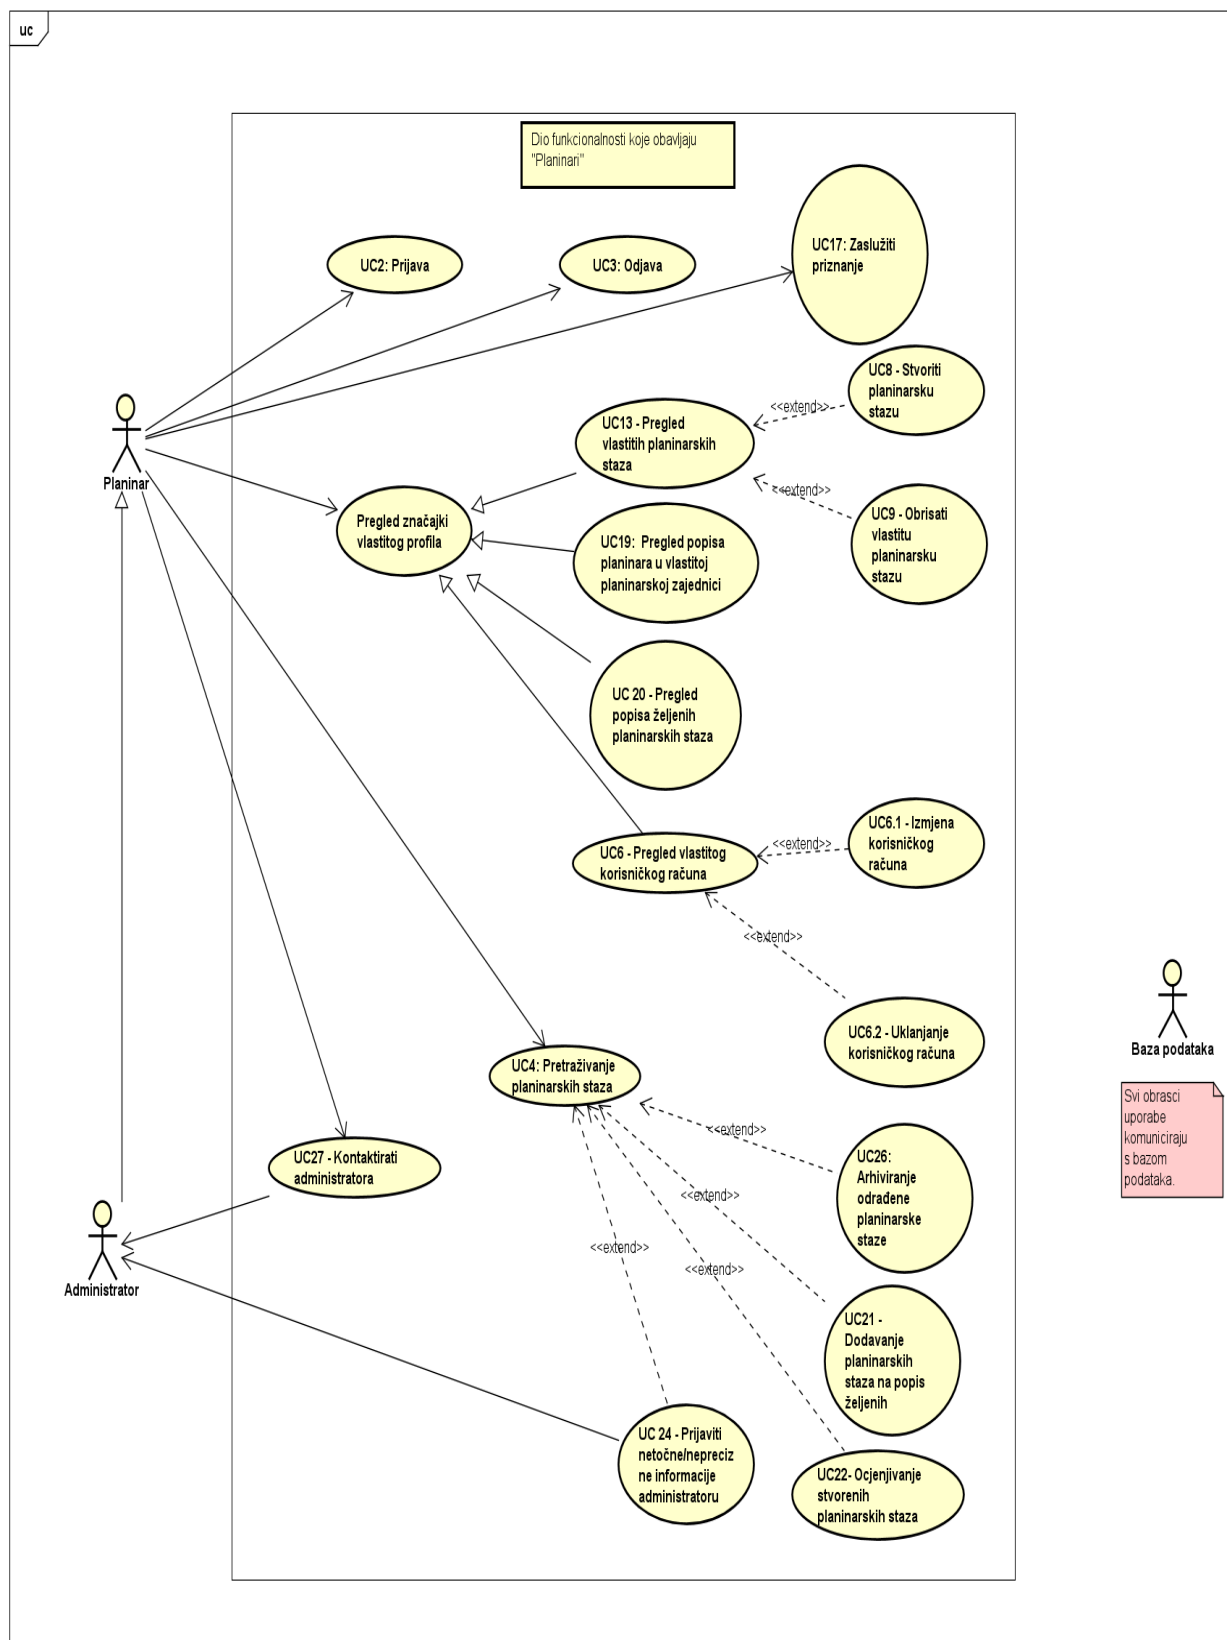 uc
Dio funkcionalnosti koje obavljaju
"Planinari"
UC2: Prijava
UC3: Odjava
UC17: Zaslužiti
priznanje
UC8 - Stvoriti
planinarsku
stazu
<<extend>>
UC13 - Pregled
vlastitih planinarskih
staza
Planinar
<<extend>>
UC9 - Obrisati
vlastitu
planinarsku
stazu
Pregled značajki
vlastitog profila
UC19:  Pregled popisa
planinara u vlastitoj
planinarskoj zajednici
UC 20 - Pregled
popisa željenih
planinarskih staza
UC6.1 - Izmjena
korisničkog
računa
<<extend>>
UC6 - Pregled vlastitog
korisničkog računa
<<extend>>
UC6.2 - Uklanjanje
korisničkog računa
Baza podataka
UC4: Pretraživanje
planinarskih staza
Svi obrasci
uporabe
komuniciraju
s bazom
podataka.
<<extend>>
UC27 - Kontaktirati
administratora
UC26:
Arhiviranje
odrađene
planinarske
staze
<<extend>>
<<extend>>
<<extend>>
Administrator
UC21 -
Dodavanje
planinarskih
staza na popis
željenih
UC 24 - Prijaviti
netočne/nepreciz
ne informacije
administratoru
UC22- Ocjenjivanje
stvorenih
planinarskih staza